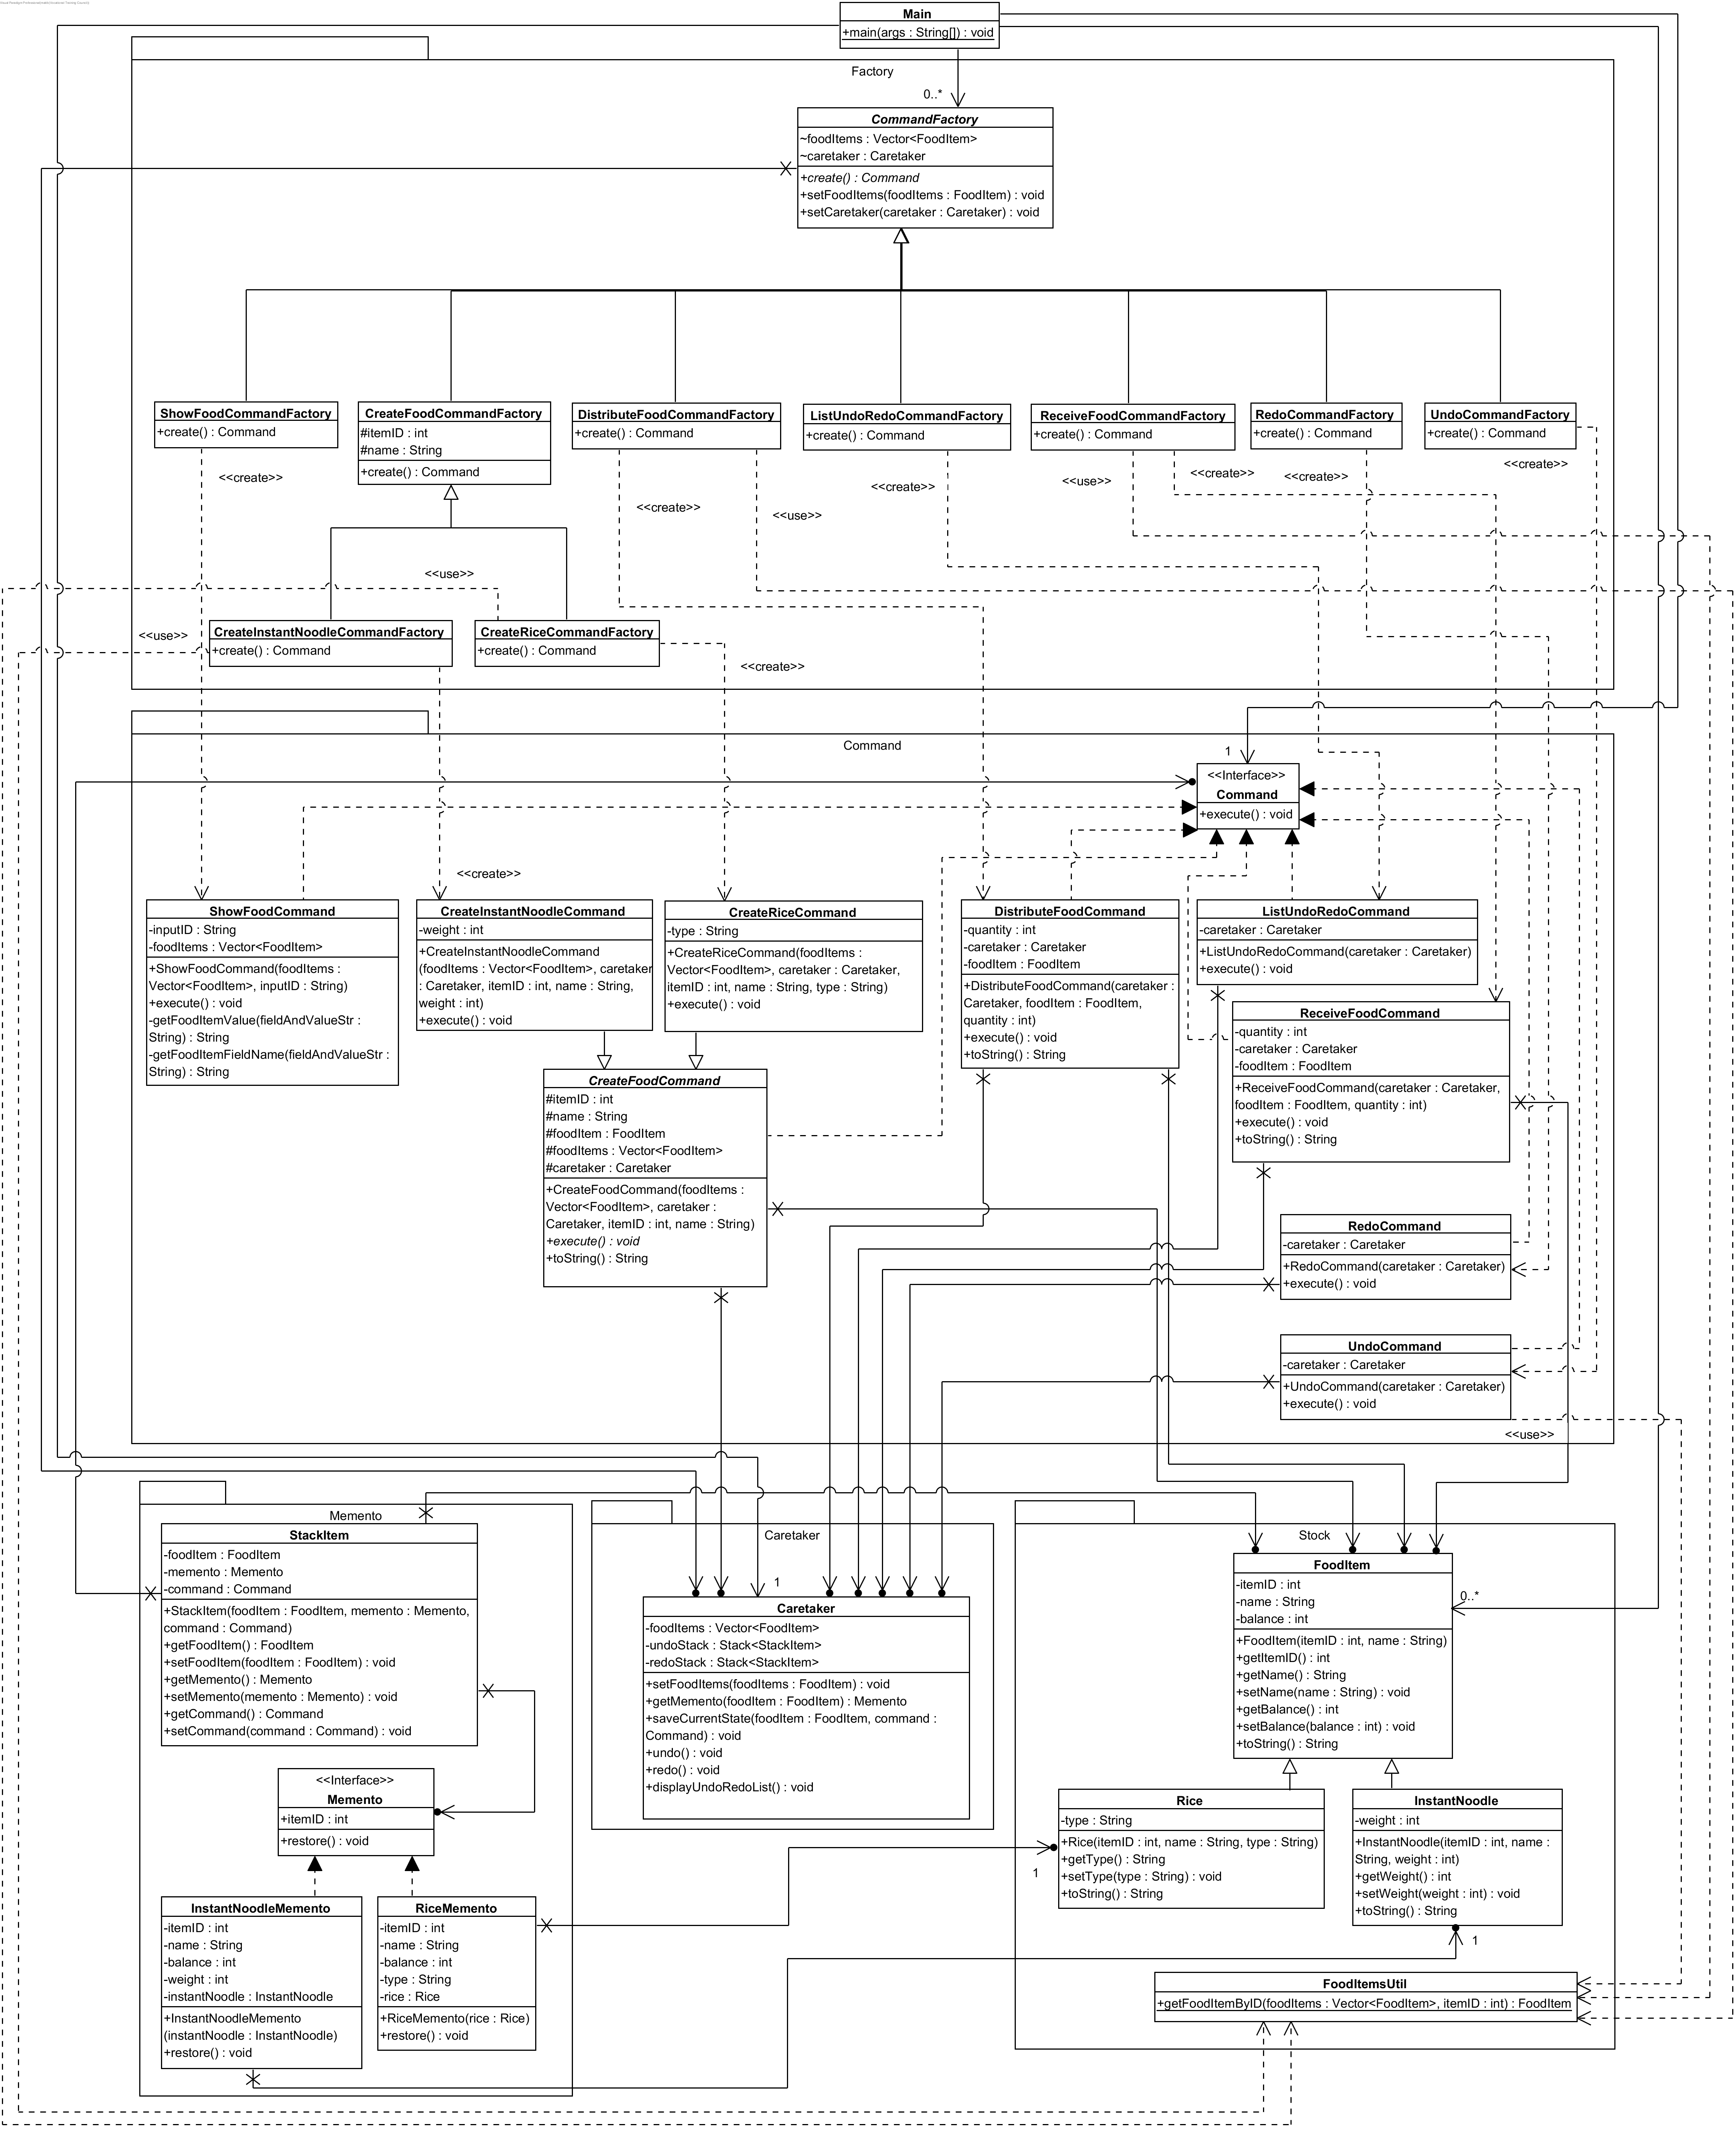 Main
+main(args : String[]) : void
Factory
0..*
CommandFactory
~foodItems : Vector<FoodItem>
~caretaker : Caretaker
+create() : Command
+setFoodItems(foodItems : FoodItem) : void
+setCaretaker(caretaker : Caretaker) : void
ShowFoodCommandFactory
+create() : Command
CreateFoodCommandFactory
#itemID : int
#name : String
+create() : Command
DistributeFoodCommandFactory
+create() : Command
ListUndoRedoCommandFactory
+create() : Command
ReceiveFoodCommandFactory
+create() : Command
RedoCommandFactory
+create() : Command
UndoCommandFactory
+create() : Command
<<create>>
<<create>>
<<use>>
<<create>>
<<use>>
<<create>>
<<create>>
<<create>>
<<use>>
<<use>>
CreateInstantNoodleCommandFactory
+create() : Command
CreateRiceCommandFactory
+create() : Command
<<create>>
Command
1
<<Interface>>
Command
+execute() : void
<<create>>
ShowFoodCommand
-inputID : String
-foodItems : Vector<FoodItem>
+ShowFoodCommand(foodItems :
Vector<FoodItem>, inputID : String)
+execute() : void
-getFoodItemValue(fieldAndValueStr :
String) : String
-getFoodItemFieldName(fieldAndValueStr :
String) : String
CreateInstantNoodleCommand
-weight : int
+CreateInstantNoodleCommand
(foodItems : Vector<FoodItem>, caretaker
: Caretaker, itemID : int, name : String,
weight : int)
+execute() : void
CreateRiceCommand
-type : String
+CreateRiceCommand(foodItems :
Vector<FoodItem>, caretaker : Caretaker,
itemID : int, name : String, type : String)
+execute() : void
DistributeFoodCommand
-quantity : int
-caretaker : Caretaker
-foodItem : FoodItem
+DistributeFoodCommand(caretaker :
Caretaker, foodItem : FoodItem,
quantity : int)
+execute() : void
+toString() : String
ListUndoRedoCommand
-caretaker : Caretaker
+ListUndoRedoCommand(caretaker : Caretaker)
+execute() : void
ReceiveFoodCommand
-quantity : int
-caretaker : Caretaker
-foodItem : FoodItem
+ReceiveFoodCommand(caretaker : Caretaker,
foodItem : FoodItem, quantity : int)
+execute() : void
+toString() : String
CreateFoodCommand
#itemID : int
#name : String
#foodItem : FoodItem
#foodItems : Vector<FoodItem>
#caretaker : Caretaker
+CreateFoodCommand(foodItems :
Vector<FoodItem>, caretaker :
Caretaker, itemID : int, name : String)
+execute() : void
+toString() : String
RedoCommand
-caretaker : Caretaker
+RedoCommand(caretaker : Caretaker)
+execute() : void
UndoCommand
-caretaker : Caretaker
+UndoCommand(caretaker : Caretaker)
+execute() : void
<<use>>
Memento
StackItem
-foodItem : FoodItem
-memento : Memento
-command : Command
+StackItem(foodItem : FoodItem, memento : Memento,
command : Command)
+getFoodItem() : FoodItem
+setFoodItem(foodItem : FoodItem) : void
+getMemento() : Memento
+setMemento(memento : Memento) : void
+getCommand() : Command
+setCommand(command : Command) : void
<<Interface>>
Memento
+itemID : int
+restore() : void
InstantNoodleMemento
-itemID : int
-name : String
-balance : int
-weight : int
-instantNoodle : InstantNoodle
+InstantNoodleMemento
(instantNoodle : InstantNoodle)
+restore() : void
RiceMemento
-itemID : int
-name : String
-balance : int
-type : String
-rice : Rice
+RiceMemento(rice : Rice)
+restore() : void
Caretaker
1
Caretaker
-foodItems : Vector<FoodItem>
-undoStack : Stack<StackItem>
-redoStack : Stack<StackItem>
+setFoodItems(foodItems : FoodItem) : void
+getMemento(foodItem : FoodItem) : Memento
+saveCurrentState(foodItem : FoodItem, command :
Command) : void
+undo() : void
+redo() : void
+displayUndoRedoList() : void
Stock
FoodItem
-itemID : int
-name : String
-balance : int
+FoodItem(itemID : int, name : String)
+getItemID() : int
+getName() : String
+setName(name : String) : void
+getBalance() : int
+setBalance(balance : int) : void
+toString() : String
0..*
Rice
-type : String
+Rice(itemID : int, name : String, type : String)
+getType() : String
+setType(type : String) : void
+toString() : String
1
InstantNoodle
-weight : int
+InstantNoodle(itemID : int, name :
String, weight : int)
+getWeight() : int
+setWeight(weight : int) : void
+toString() : String
1
FoodItemsUtil
+getFoodItemByID(foodItems : Vector<FoodItem>, itemID : int) : FoodItem